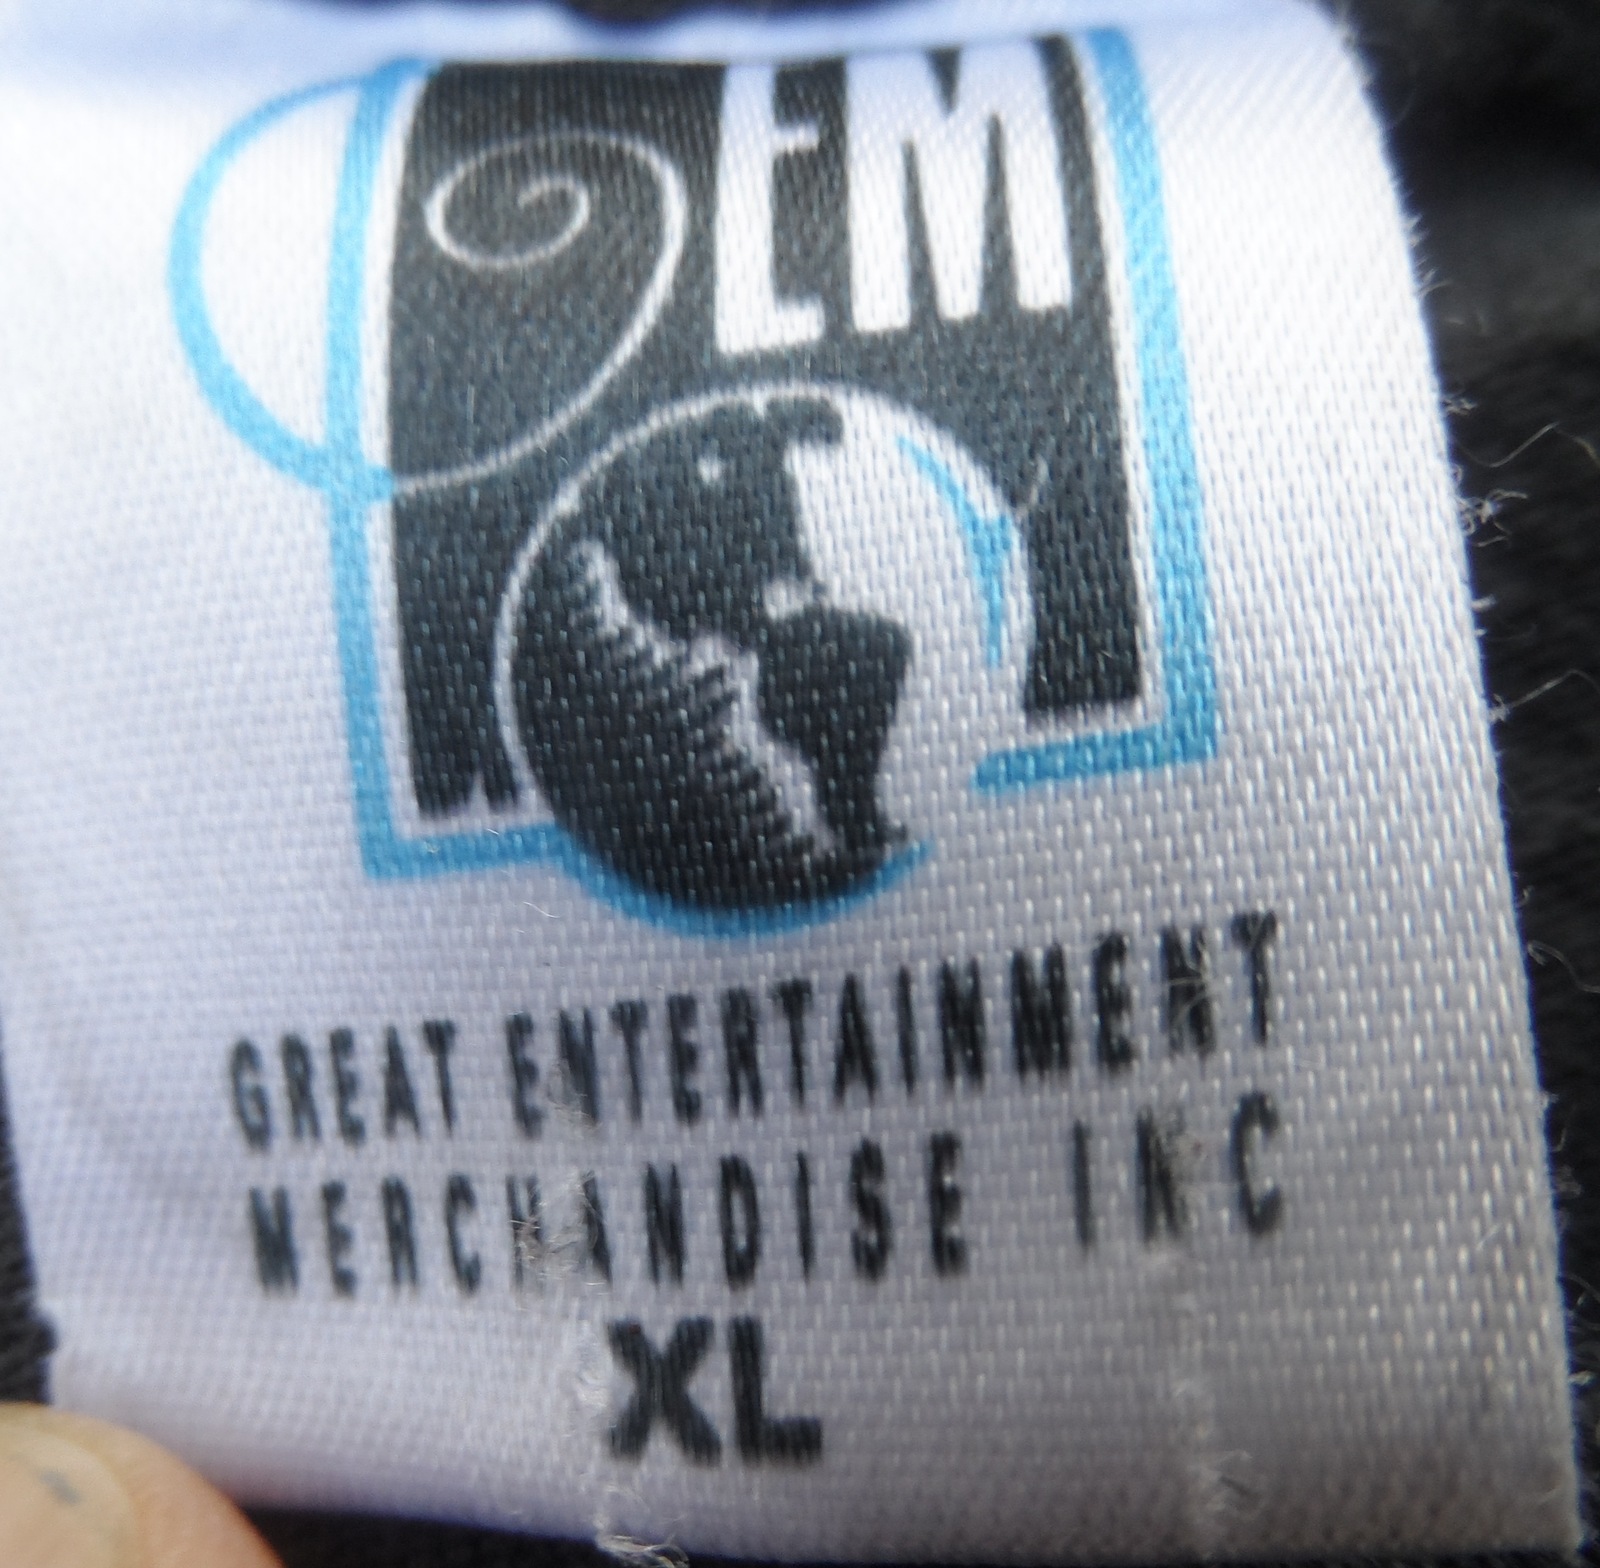 GEM
GREAT ENTERTAINMENT
MERCHANDISE INC
XL